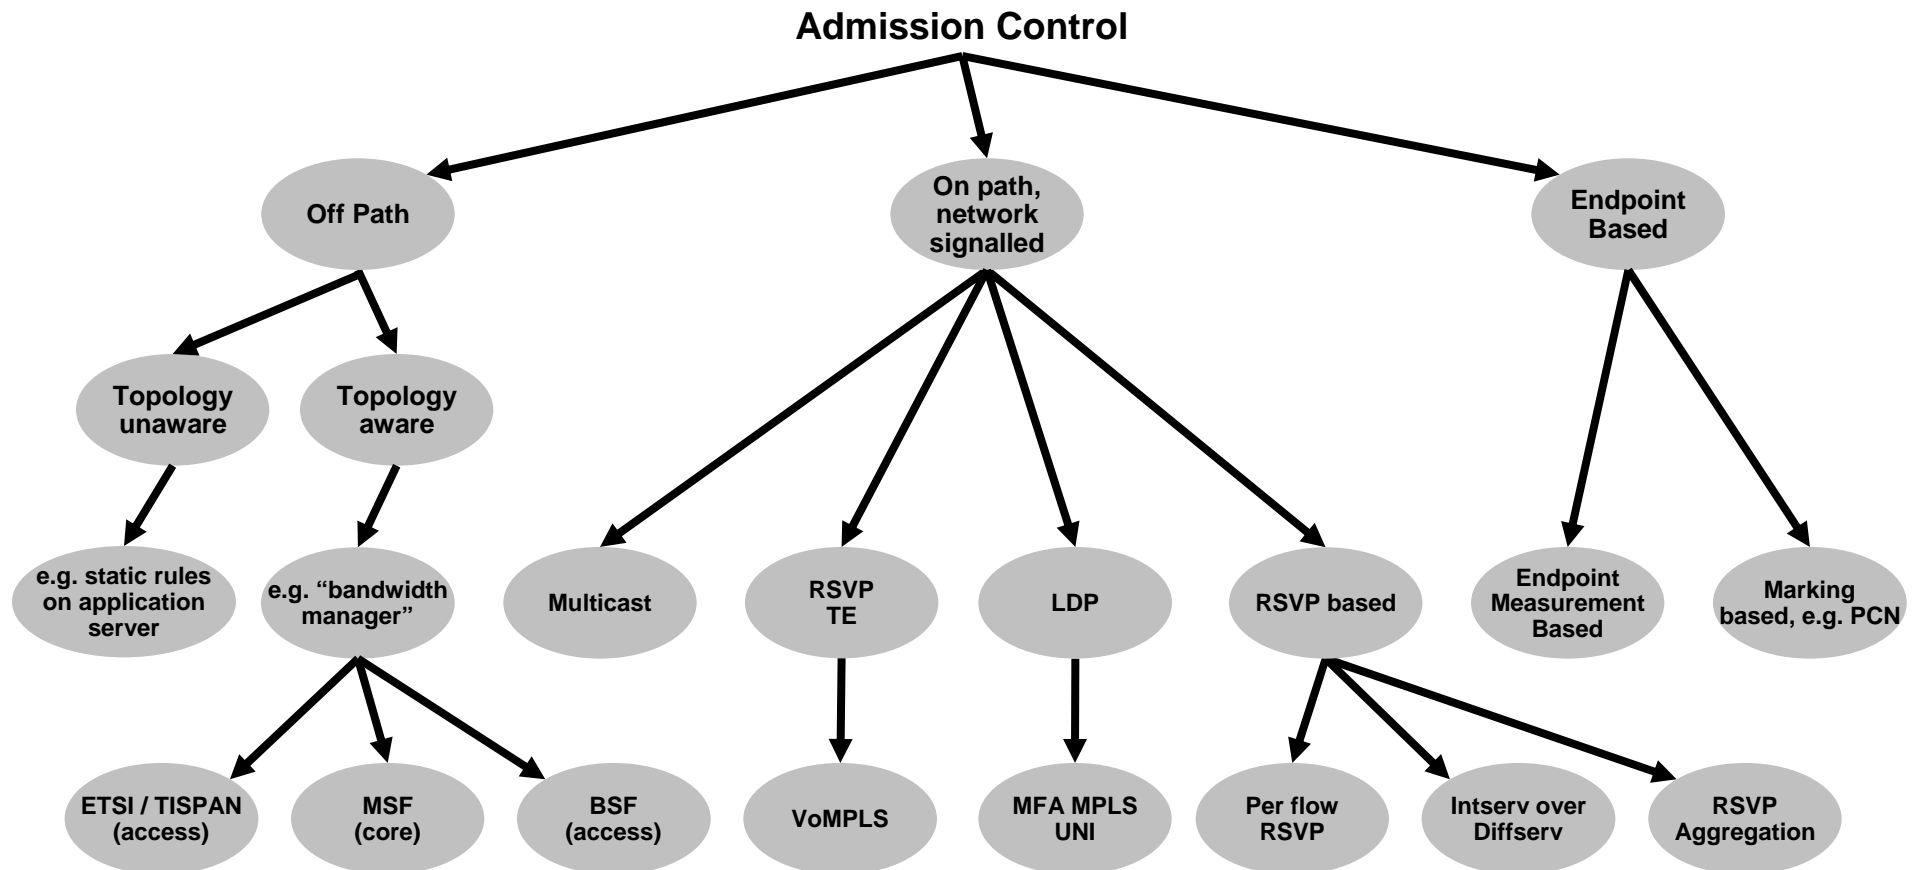 Admission Control
Off Path
On path,
network
signalled
Endpoint
Based
Topology
unaware
Topology
aware
e.g. static rules
on application
server
e.g. “bandwidth
manager”
Multicast
RSVP
TE
LDP
RSVP based
Endpoint
Measurement
Based
Marking
based, e.g. PCN
ETSI / TISPAN
(access)
MSF
(core)
BSF
(access)
VoMPLS
MFA MPLS
UNI
Per flow
RSVP
Intserv over
Diffserv
RSVP
Aggregation